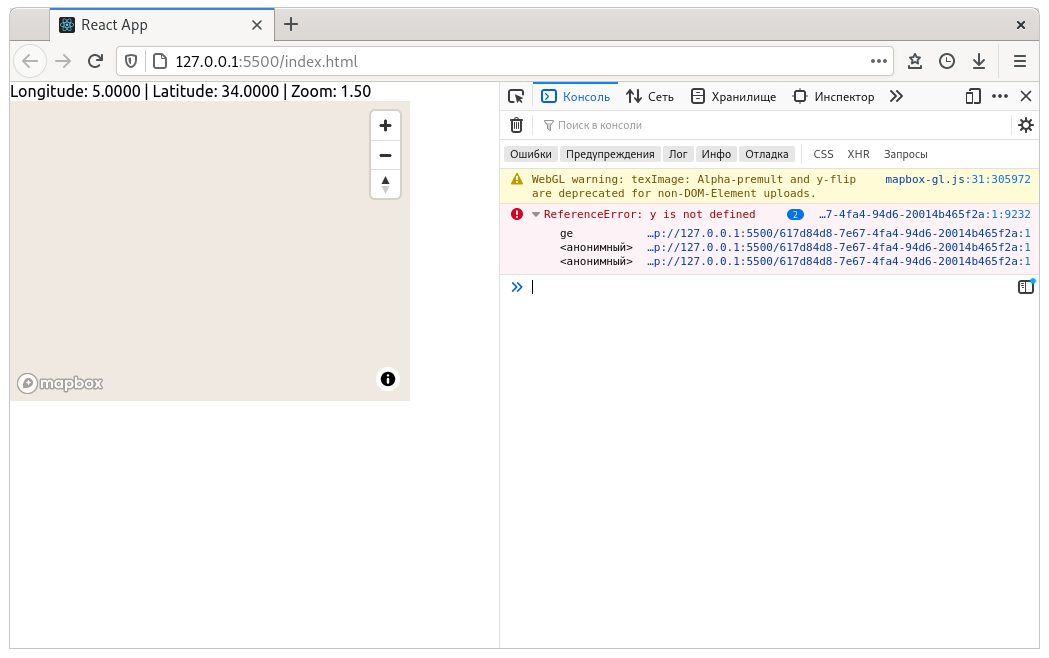 React App
127.0.0.1:5500/index.html
Longitude: 5.0000 | Latitude: 34.0000 | Zoom: 1.50
mapbox
Консоль Сеть Хранилище Инспектор
Поиск в консоли
Ошибки Предупреждения Лог Инфо Отладка CSS XHR Запросы
WebGL warning: texImage: Alpha-premult and y-flip mapbox-gl.js:31:305972
are deprecated for non-DOM-Element uploads.
ReferenceError: y is not defined 2 …7-4fa4-94d6-20014b465f2a:1:9232
ge …p://127.0.0.1:5500/617d84d8-7e67-4fa4-94d6-20014b465f2a:1
<анонимный> …p://127.0.0.1:5500/617d84d8-7e67-4fa4-94d6-20014b465f2a:1
<анонимный> …p://127.0.0.1:5500/617d84d8-7e67-4fa4-94d6-20014b465f2a:1